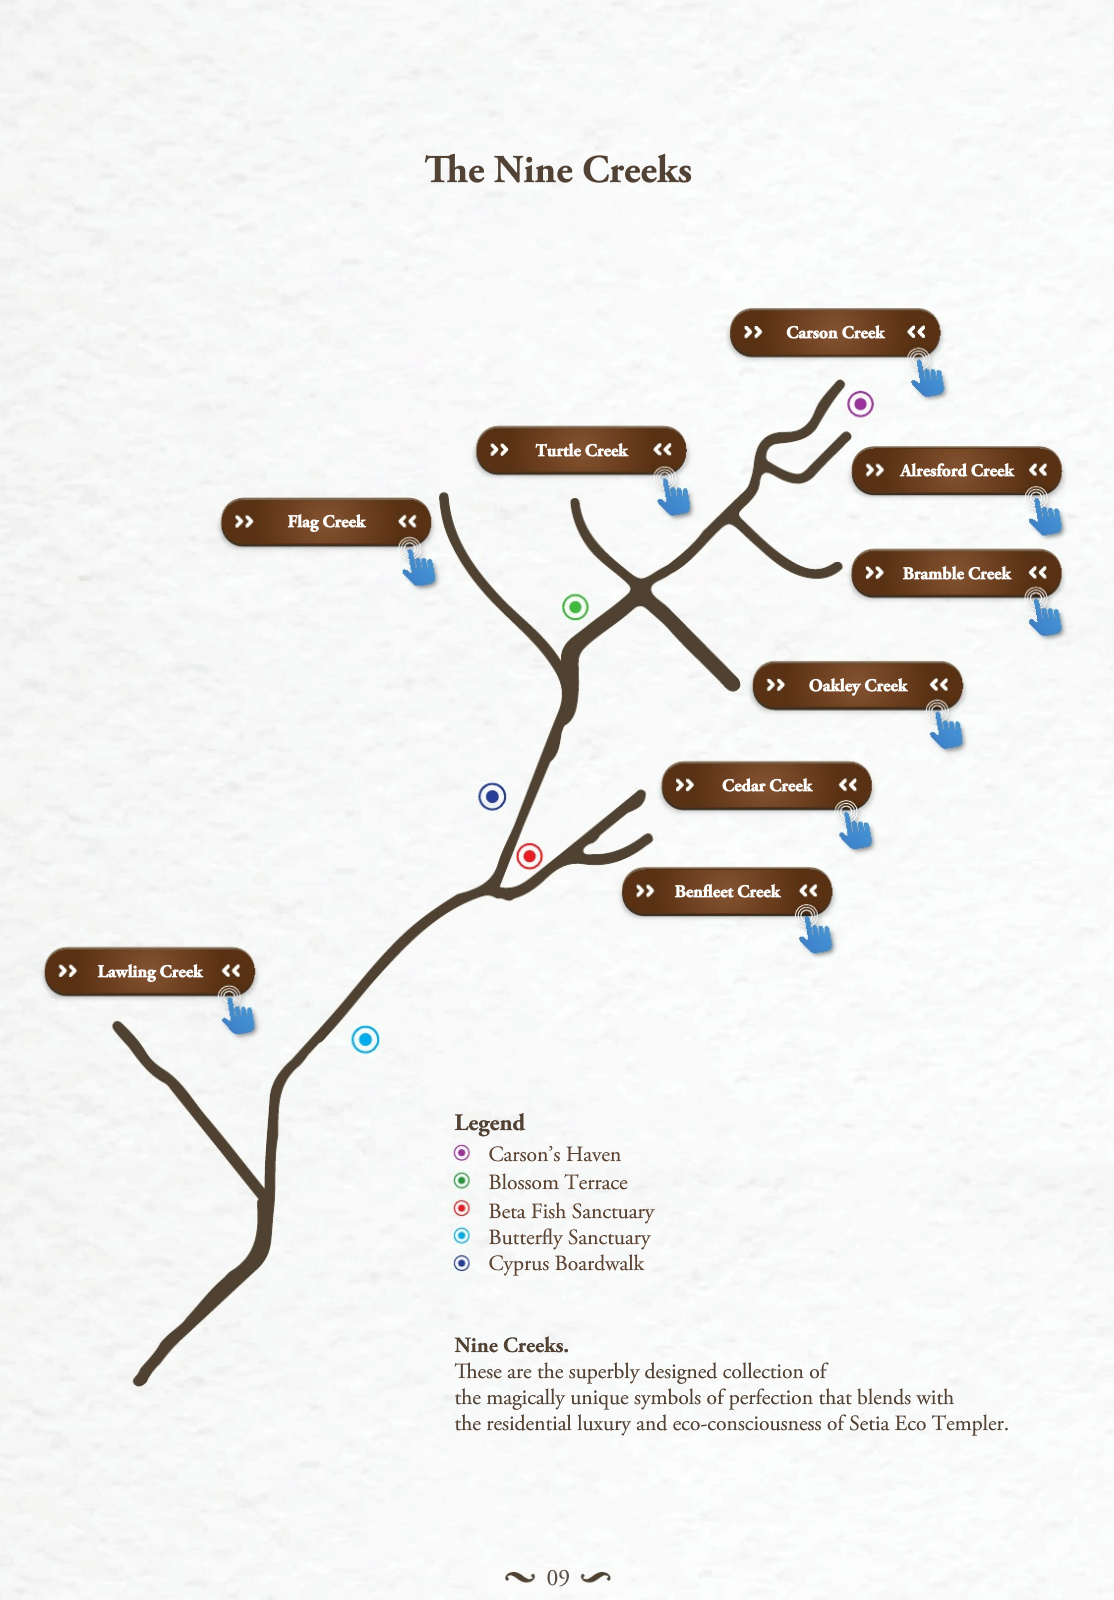 The Nine Creeks
>> Carson Creek <<
>> Turtle Creek <<
>> Alresford Creek <<
>> Flag Creek <<
>> Bramble Creek <<
>> Oakley Creek <<
>> Cedar Creek <<
>> Benfleet Creek <<
>> Lawling Creek <<
Legend
Carson’s Haven
Blossom Terrace
Beta Fish Sanctuary
Butterfly Sanctuary
Cyprus Boardwalk
Nine Creeks.
These are the superbly designed collection of
the magically unique symbols of perfection that blends with
the residential luxury and eco-consciousness of Setia Eco Templer.
09